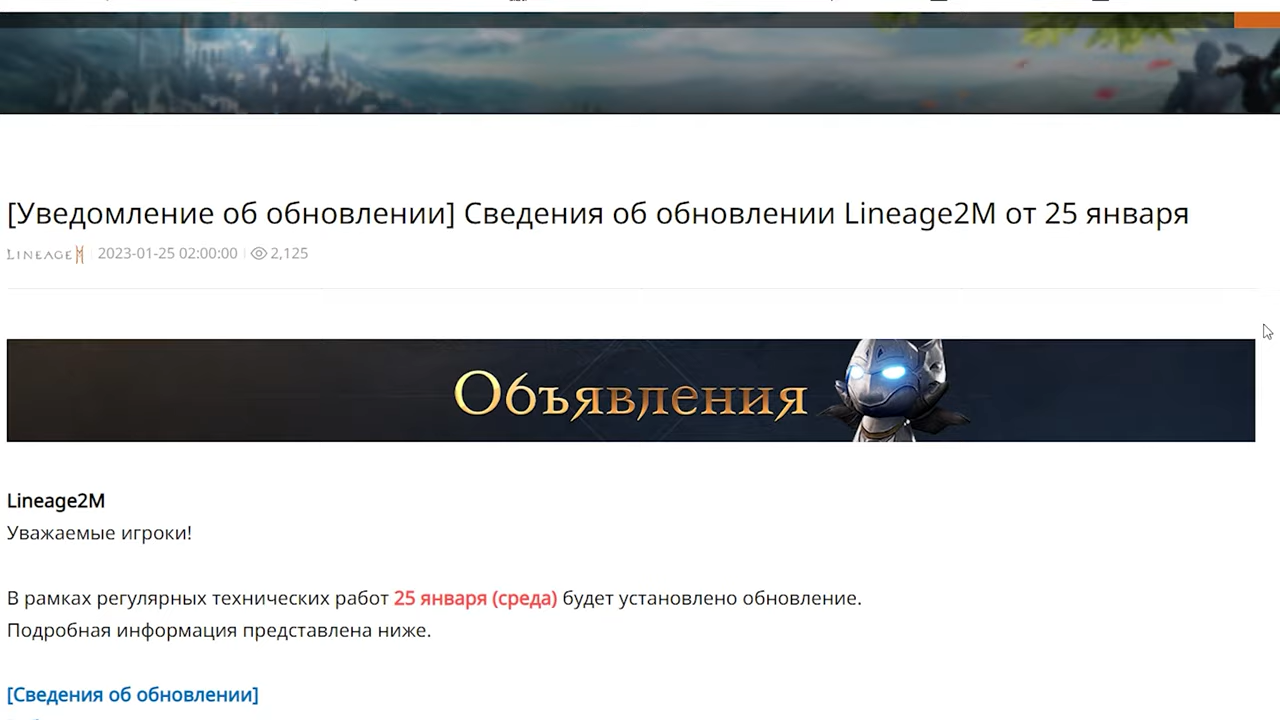 [Уведомление об обновлении] Сведения об обновлении Lineage2M от 25 января
LINEAGE M 2023-01-25 02:00:00 2,125
Объявления
Lineage2M
Уважаемые игроки!
В рамках регулярных технических работ 25 января (среда) будет установлено обновление.
Подробная информация представлена ниже.
[Сведения об обновлении]